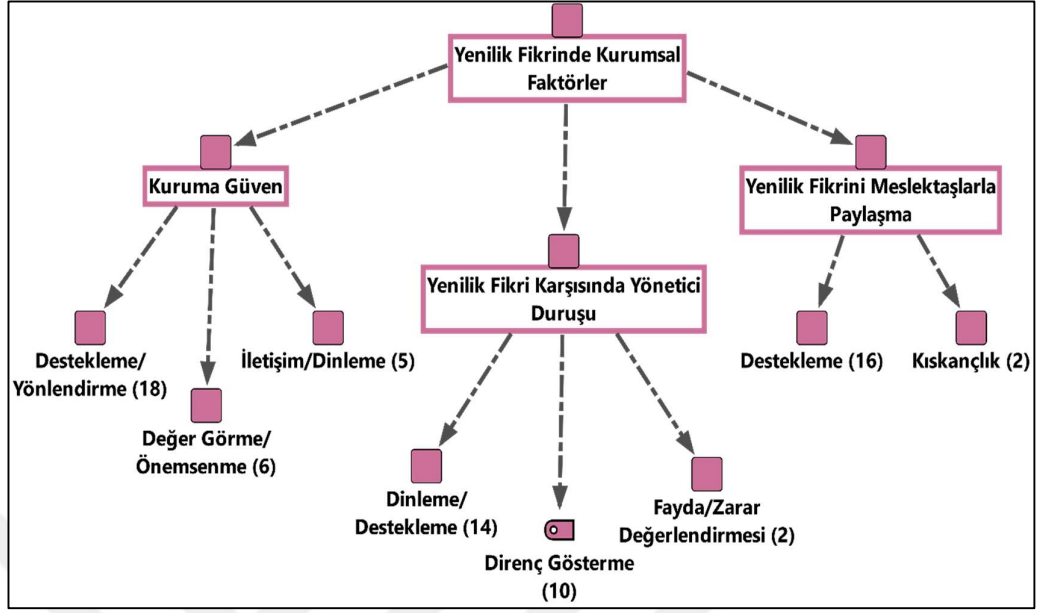 Yenilik Fikrinde Kurumsal
Faktörler
Kuruma Güven
Yenilik Fikrini Meslektaşlarla
Paylaşma
Yenilik Fikri Karşısında Yönetici
Duruşu
Destekleme/
Yönlendirme (18)
İletişim/Dinleme (5)
Değer Görme/
Önemsenme (6)
Destekleme (16)
Kıskançlık (2)
Dinleme/
Destekleme (14)
Direnç Gösterme
(10)
Fayda/Zarar
Değerlendirmesi (2)